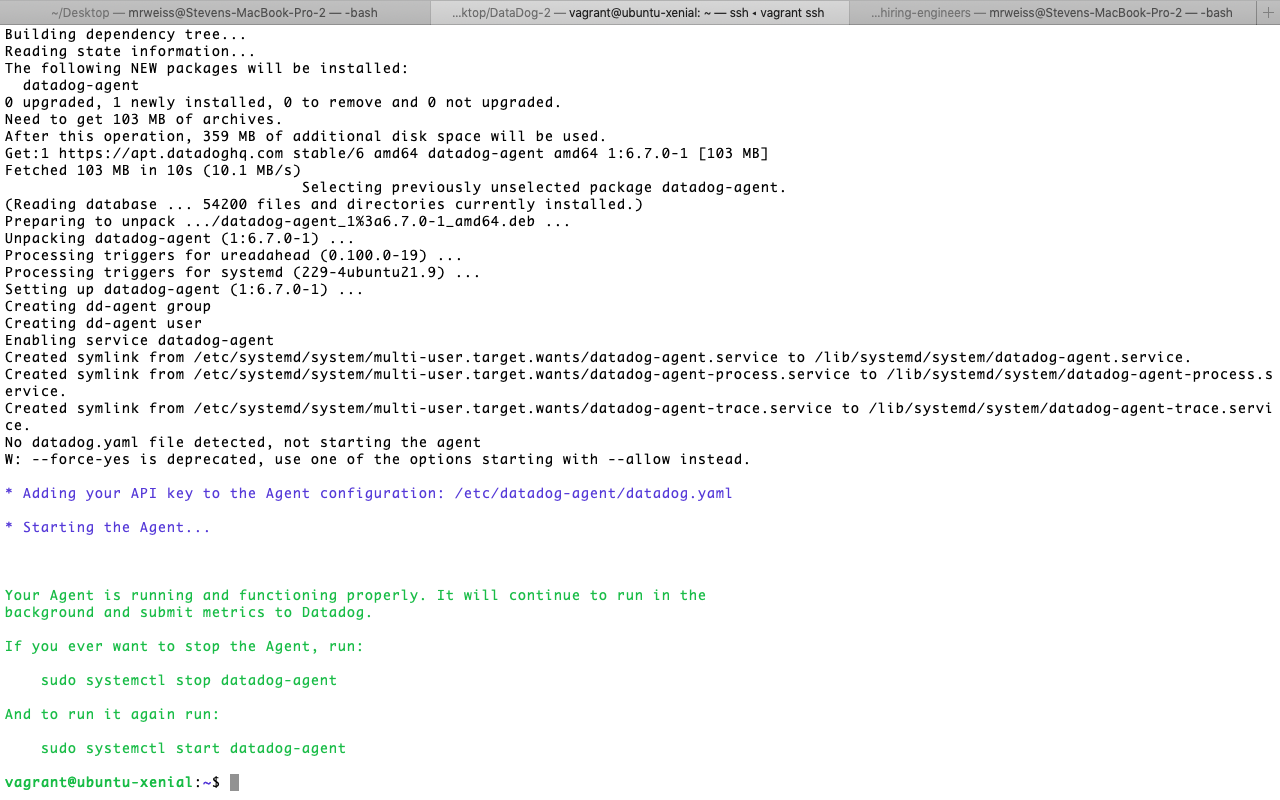 ~/Desktop — mrweiss@Stevens-MacBook-Pro-2 — -bash
...ktop/DataDog-2 — vagrant@ubuntu-xenial: ~ — ssh ◂ vagrant ssh
...hiring-engineers — mrweiss@Stevens-MacBook-Pro-2 — -bash
+
Building dependency tree...
Reading state information...
The following NEW packages will be installed:
  datadog-agent
0 upgraded, 1 newly installed, 0 to remove and 0 not upgraded.
Need to get 103 MB of archives.
After this operation, 359 MB of additional disk space will be used.
Get:1 https://apt.datadoghq.com stable/6 amd64 datadog-agent amd64 1:6.7.0-1 [103 MB]
Fetched 103 MB in 10s (10.1 MB/s)
                                 Selecting previously unselected package datadog-agent.
(Reading database ... 54200 files and directories currently installed.)
Preparing to unpack .../datadog-agent_1%3a6.7.0-1_amd64.deb ...
Unpacking datadog-agent (1:6.7.0-1) ...
Processing triggers for ureadahead (0.100.0-19) ...
Processing triggers for systemd (229-4ubuntu21.9) ...
Setting up datadog-agent (1:6.7.0-1) ...
Creating dd-agent group
Creating dd-agent user
Enabling service datadog-agent
Created symlink from /etc/systemd/system/multi-user.target.wants/datadog-agent.service to /lib/systemd/system/datadog-agent.service.
Created symlink from /etc/systemd/system/multi-user.target.wants/datadog-agent-process.service to /lib/systemd/system/datadog-agent-process.s
ervice.
Created symlink from /etc/systemd/system/multi-user.target.wants/datadog-agent-trace.service to /lib/systemd/system/datadog-agent-trace.servi
ce.
No datadog.yaml file detected, not starting the agent
W: --force-yes is deprecated, use one of the options starting with --allow instead.
* Adding your API key to the Agent configuration: /etc/datadog-agent/datadog.yaml
* Starting the Agent...
Your Agent is running and functioning properly. It will continue to run in the
background and submit metrics to Datadog.
If you ever want to stop the Agent, run:
    sudo systemctl stop datadog-agent
And to run it again run:
    sudo systemctl start datadog-agent
vagrant@ubuntu-xenial:~$